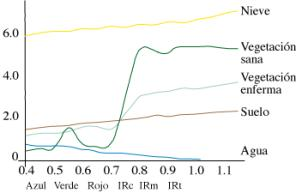 Nieve
6.0
Vegetación
sana
4.0
Vegetación
enferma
2.0
Suelo
Agua
0
0.4 0.5 0.6 0.7 0.8 0.9 1.0 1.1
Azul Verde Rojo IRc IRm IRt